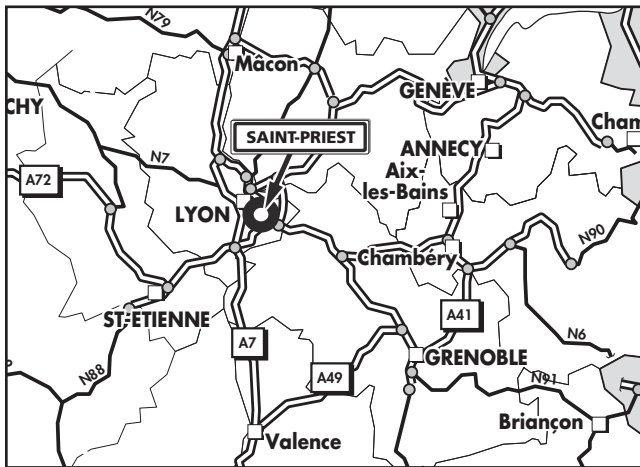 N79
Mâcon
GENÈVE
CHY
Cham
SAINT-PRIEST
N7
ANNECY
Aix-
les-Bains
A72
LYON
N90
Chambéry
ST-ETIENNE
A41
A7
N6
GRENOBLE
N88
A49
N91
Briançon
Valence